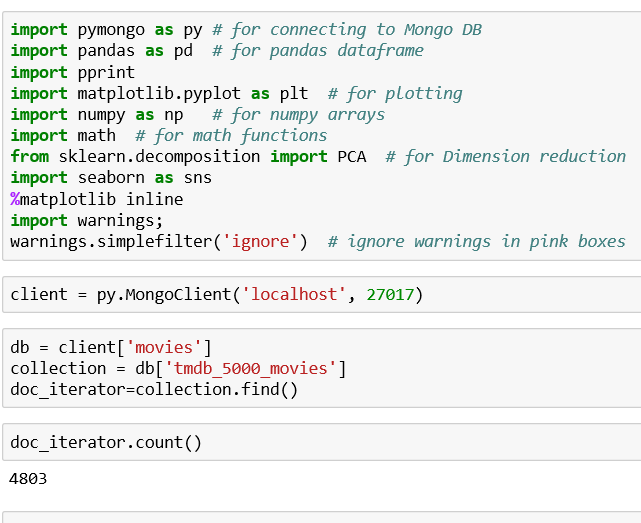 import pymongo as py # for connecting to Mongo DB
import pandas as pd  # for pandas dataframe
import pprint
import matplotlib.pyplot as plt  # for plotting
import numpy as np   # for numpy arrays
import math  # for math functions
from sklearn.decomposition import PCA  # for Dimension reduction
import seaborn as sns
%matplotlib inline
import warnings;
warnings.simplefilter('ignore')  # ignore warnings in pink boxes
client = py.MongoClient('localhost', 27017)
db = client['movies']
collection = db['tmdb_5000_movies']
doc_iterator=collection.find()
doc_iterator.count()
4803